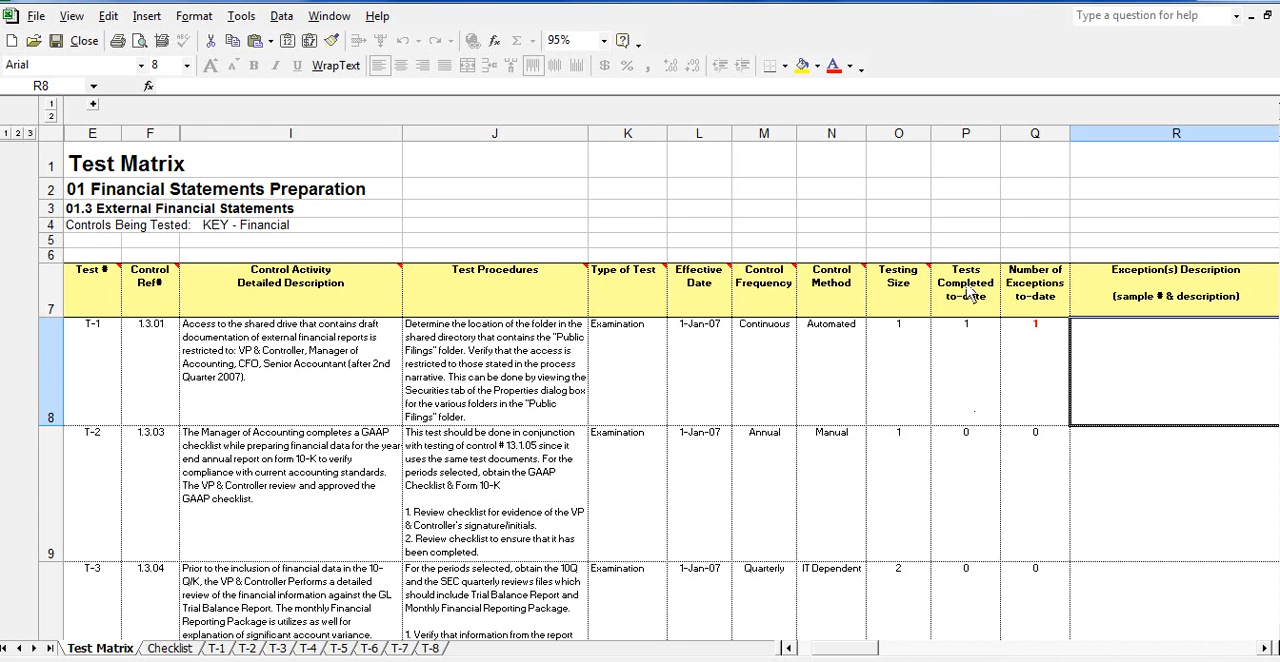 File Edit View Insert Format Tools Data Window Help Type a question for help
Close 95%
Arial 8 B I U WrapText $ % ,
R8 fx
1
2
1 2 3 E F I J K L M N O P Q R
1 Test Matrix
2 01 Financial Statements Preparation
3 01.3 External Financial Statements
4 Controls Being Tested: KEY - Financial
5
6
7
Test #
Control
Ref#
Control Activity
Detailed Description
Test Procedures
Type of Test
Effective
Date
Control
Frequency
Control
Method
Testing
Size
Tests
Completed
to-date
Number of
Exceptions
to-date
Exception(s) Description
(sample # & description)
8
T-1
1.3.01
Access to the shared drive that contains draft
documentation of external financial reports is
restricted to: VP & Controller, Manager of
Accounting, CFO, Senior Accountant (after 2nd
Quarter 2007).
Determine the location of the folder in the
shared directory that contains the "Public
Filings" folder. Verify that the access is
restricted to those stated in the process
narrative. This can be done by viewing the
Securities tab of the Properties dialog box
for the various folders in the "Public
Filings" folder.
Examination
1-Jan-07
Continuous
Automated
1
1
1
9
T-2
1.3.03
The Manager of Accounting completes a GAAP
checklist while preparing financial data for the year
end annual report on form 10-K to verify
compliance with current accounting standards.
The VP & Controller review and approved the
GAAP checklist.
This test should be done in conjunction
with testing of control # 13.1.05 since it
uses the same test documents. For the
periods selected, obtain the GAAP
Checklist & Form 10-K
1. Review checklist for evidence of the VP
& Controller's signature/initials.
2. Review checklist to ensure that it has
been completed.
Examination
1-Jan-07
Annual
Manual
1
0
0
T-3
1.3.04
Prior to the inclusion of financial data in the 10-
Q/K, the VP & Controller Performs a detailed
review of the financial information against the GL
Trial Balance Report. The monthly Financial
Reporting Package is utilizes as well for
explanation of significant account variance.
For the periods selected, obtain the 10Q
and the SEC quarterly reviews files which
should include Trial Balance Report and
Monthly Financial Reporting Package.
1. Verify that information from the report
Examination
1-Jan-07
Quarterly
IT Dependent
2
0
0
Test Matrix Checklist T-1 T-2 T-3 T-4 T-5 T-6 T-7 T-8